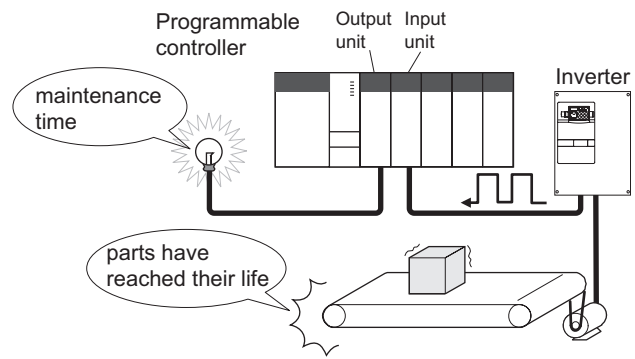 Programmable
controller
Output
unit
Input
unit
Inverter
maintenance
time
parts have
reached their life